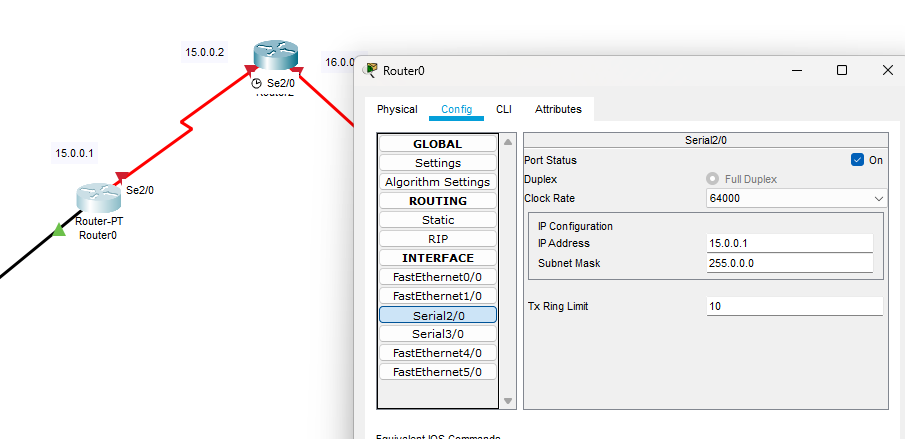 15.0.0.2
16.0.0
Se2/0
15.0.0.1
Se2/0
Router-PT
Router0
Router0
Physical
Config
CLI
Attributes
GLOBAL
Settings
Algorithm Settings
ROUTING
Static
RIP
INTERFACE
FastEthernet0/0
FastEthernet1/0
Serial2/0
Serial3/0
FastEthernet4/0
FastEthernet5/0
Serial2/0
Port Status
On
Duplex
Full Duplex
Clock Rate
64000
IP Configuration
IP Address
15.0.0.1
Subnet Mask
255.0.0.0
Tx Ring Limit
10
Equivalent IOS Commands